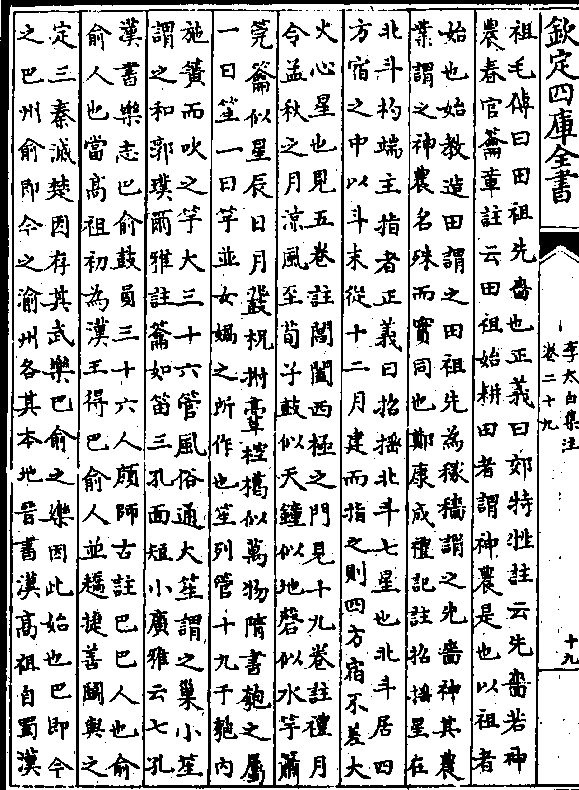 欽定四庫全書
李太白集注
卷二十九
十九
祖毛傳曰田祖先嗇也正義曰郊特牲註云先嗇若神
農春官籥章註云田祖始耕田者謂神農是也以祖者
始也始教造田謂之田祖先為稼穡謂之先嗇神其農
業謂之神農名殊而實同也鄭康成禮記註招搖星在
北斗杓端主指者正義曰招搖北斗七星也北斗居四
方宿之中以斗末從十二月建而指之則四方宿不差大
火心星也見五卷註閶闔西極之門見十九卷註禮月
令孟秋之月涼風至荀子鼓似天鐘似地磬似水竽簫
筦籥似星辰日月鼗柷拊鞷椌楬似萬物隋書匏之屬
一曰笙一曰竽並女媧之所作也笙列管十九于匏内
施簧而吹之竽大三十六管風俗通大笙謂之巢小笙
謂之和郭璞爾雅註籥如笛三孔而短小廣雅云七孔
漢書樂志巴俞鼓員三十六人顏師古註巴巴人也俞
俞人也當高祖初為漢王得巴俞人並趫捷善鬭與之
定三秦滅楚因存其武樂巴俞之樂因此始也巴即今
之巴州俞即今之渝州各其本地晉書漢高祖自蜀漢